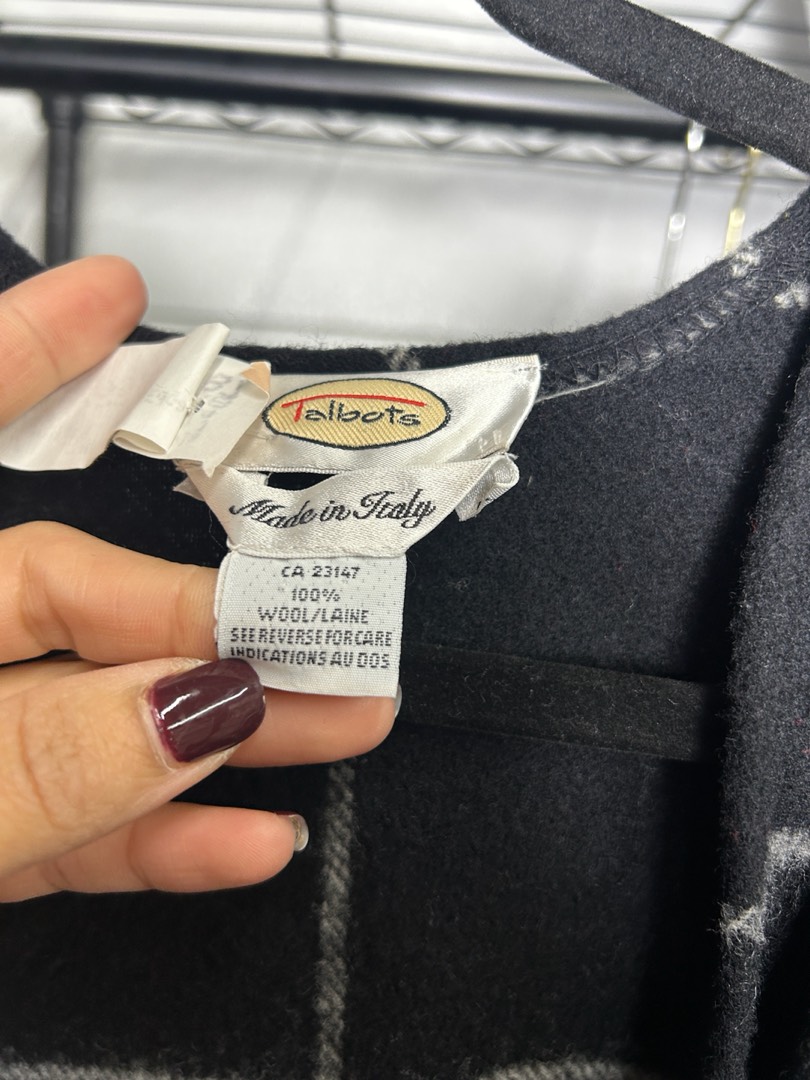 Talbots
Made in Italy
CA 23147
100%
WOOL/LAINE
SEE REVERSE FOR CARE
INDICATIONS AU DOS